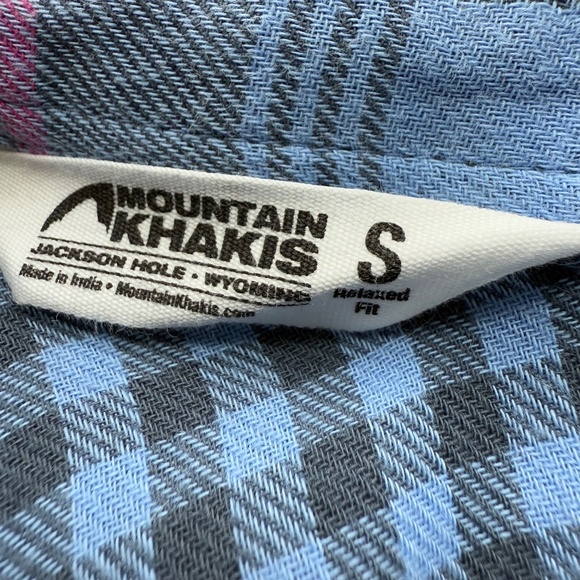 MOUNTAIN
KHAKIS
JACKSON HOLE • WYOMING
Made in India • MountainKhakis.com
S
Relaxed
Fit